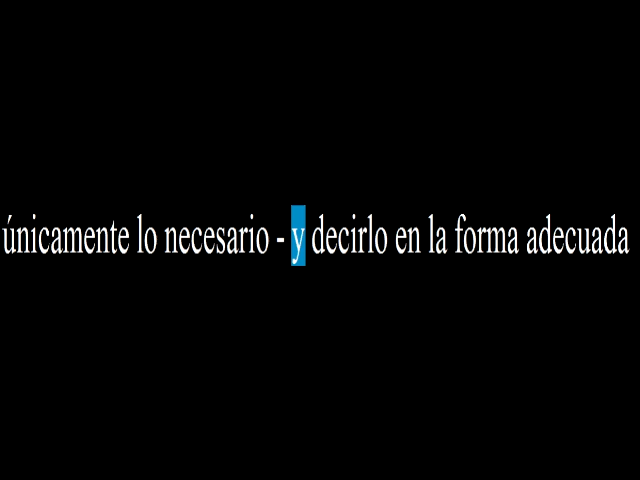 únicamente lo necesario - y decirlo en la forma adecuada